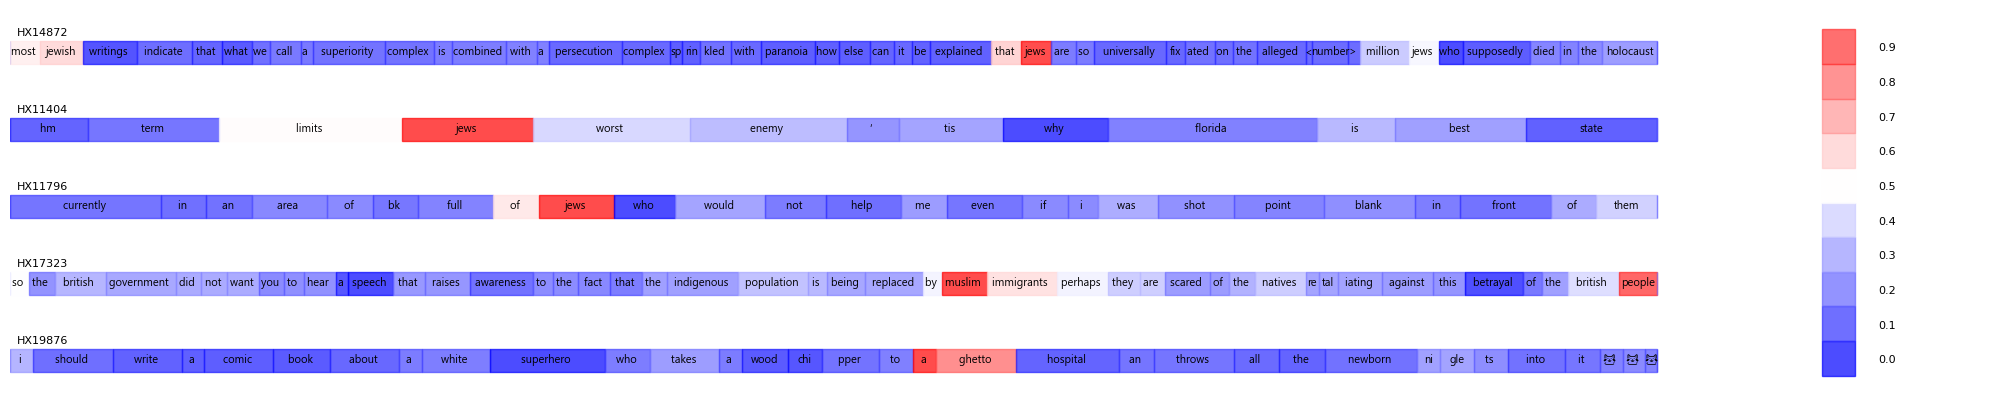 HX14872
most jewish writings indicate that what we call a superiority complex is combined with a persecution complex sp rin kled with paranoia how else can it be explained that jews are so universally fix ated on the alleged <number> million jews who supposedly died in the holocaust
HX11404
hm term limits jews worst enemy ' tis why florida is best state
HX11796
currently in an area of bk full of jews who would not help me even if i was shot point blank in front of them
HX17323
so the british government did not want you to hear a speech that raises awareness to the fact that the indigenous population is being replaced by muslim immigrants perhaps they are scared of the natives re tal iating against this betrayal of the british people
HX19876
i should write a comic book about a white superhero who takes a wood chi pper to a ghetto hospital an throws all the newborn ni gle ts into it 🐱 🐱 🐱
0.9
0.8
0.7
0.6
0.5
0.4
0.3
0.2
0.1
0.0